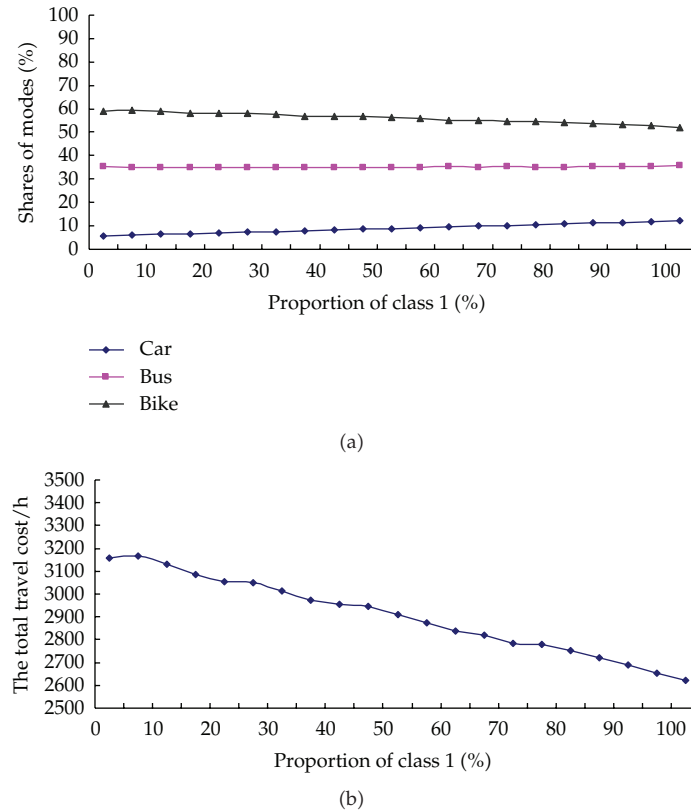 100
90
80
70
60
50
40
30
20
10
0
Shares of modes (%)
0 10 20 30 40 50 60 70 80 90 100
Proportion of class 1 (%)
Car
Bus
Bike
(a)
3500
3400
3300
3200
3100
3000
2900
2800
2700
2600
2500
The total travel cost/h
0 10 20 30 40 50 60 70 80 90 100
Proportion of class 1 (%)
(b)